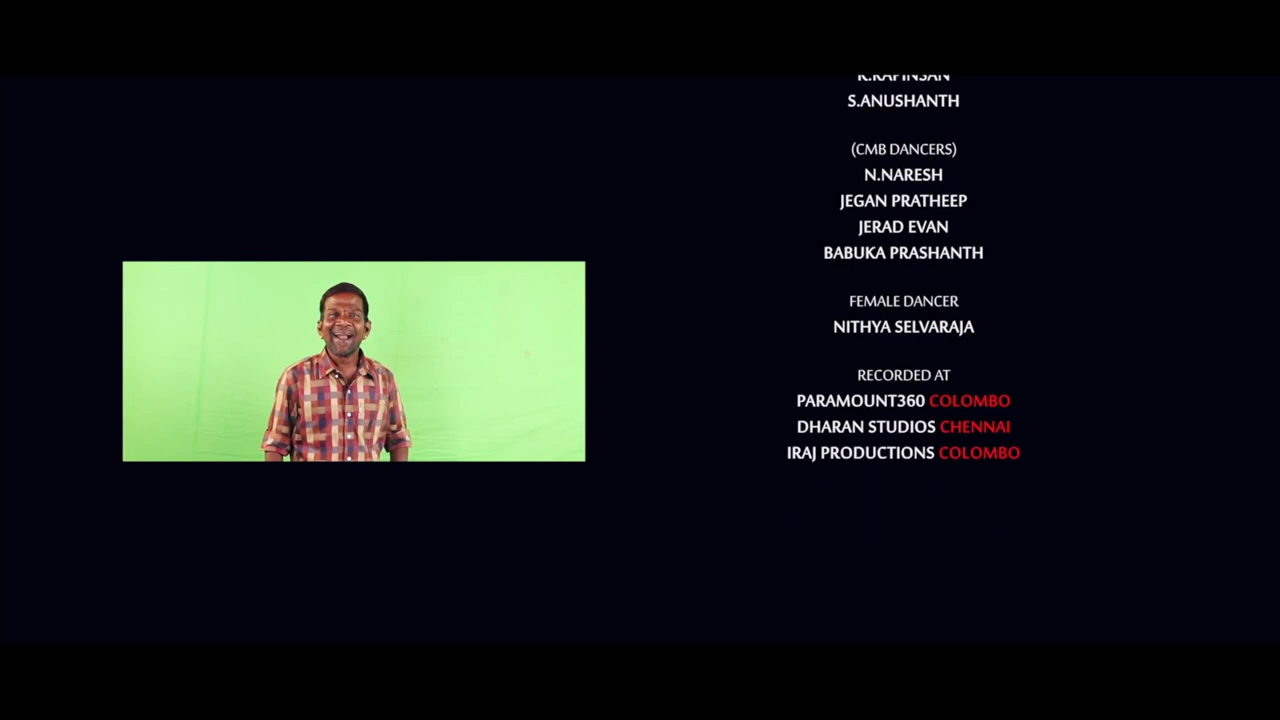 S.ANUSHANTH
(CMB DANCERS)
N.NARESH
JEGAN PRATHEEP
JERAD EVAN
BABUKA PRASHANTH
FEMALE DANCER
NITHYA SELVARAJA
RECORDED AT
PARAMOUNT360 COLOMBO
DHARAN STUDIOS CHENNAI
IRAJ PRODUCTIONS COLOMBO